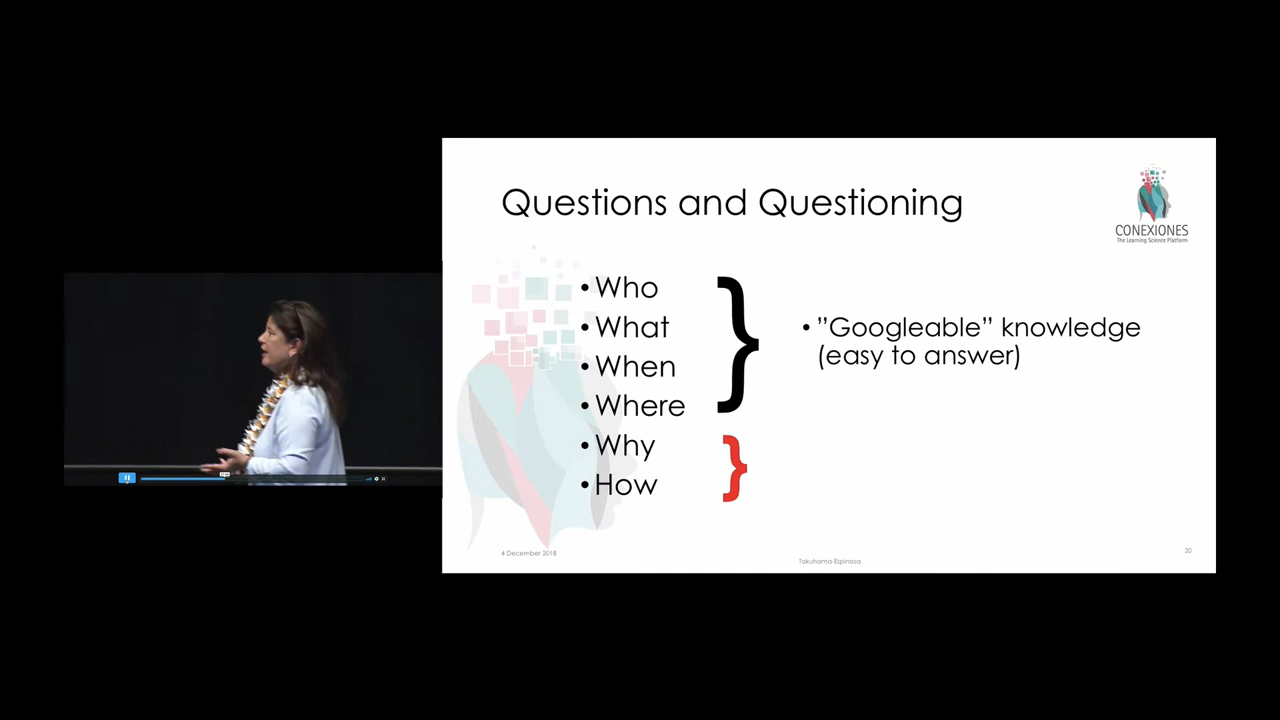 Questions and Questioning
CONEXIONES
The Learning Science Platform
• Who
• What
• When
• Where
• Why
• How
• ”Googleable” knowledge
(easy to answer)
4 December 2018
Tokuhama-Espinosa
20